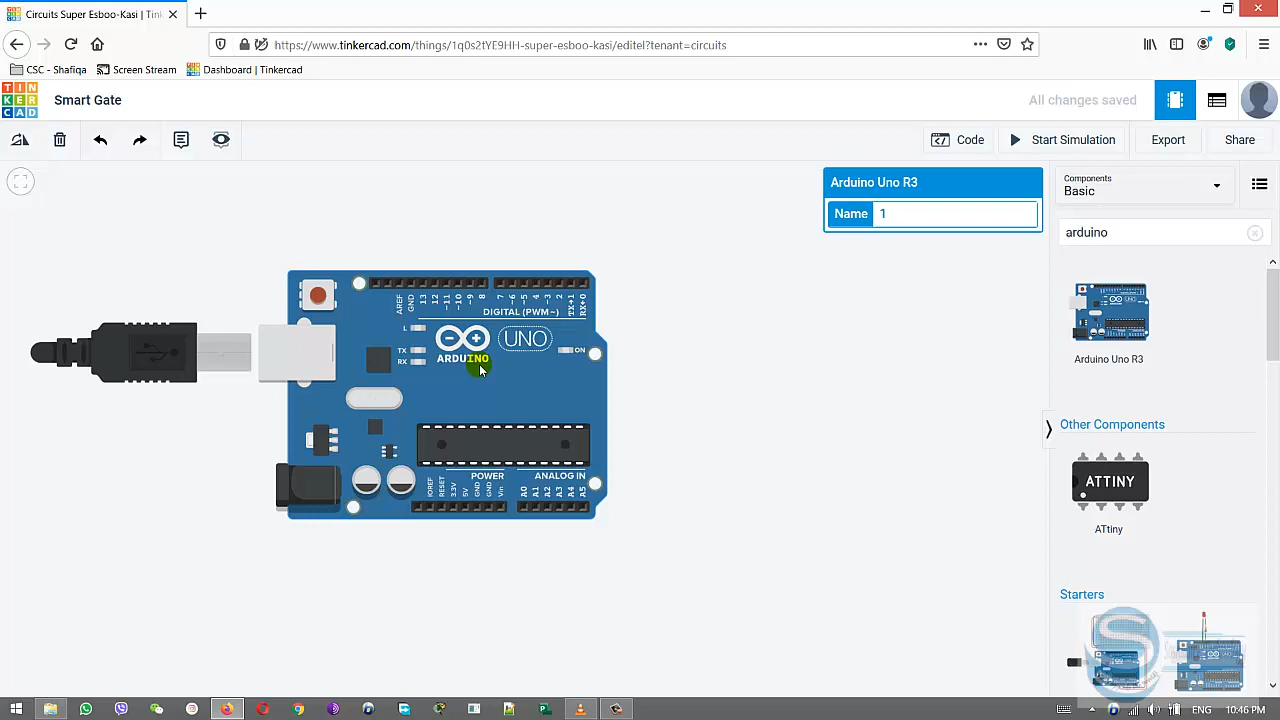 Circuits Super Esboo-Kasi | Tink
https://www.tinkercad.com/things/1q0s2tYE9HH-super-esboo-kasi/editel?tenant=circuits
CSC - Shafiqa
Screen Stream
Dashboard | Tinkercad
TIN
KER
CAD
Smart Gate
All changes saved
Code
Start Simulation
Export
Share
Arduino Uno R3
Name
1
Components
Basic
arduino
AREF
GND
13
12
~11
~10
~9
8
7
~6
~5
4
~3
2
TX→1
RX←0
DIGITAL (PWM~)
L
TX
RX
ARDUINO
UNO
ON
POWER
ANALOG IN
IOREF
RESET
3.3V
5V
GND
GND
Vin
A0
A1
A2
A3
A4
A5
Arduino Uno R3
Other Components
ATTINY
ATtiny
Starters
S
ENG
10:46 PM